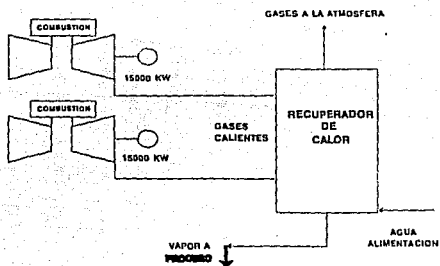 COMBUSTION
15000 KW
COMBUSTION
15000 KW
GASES A LA ATMOSFERA
GASES
CALIENTES
RECUPERADOR
DE
CALOR
AGUA
ALIMENTACION
VAPOR A
PROCESO